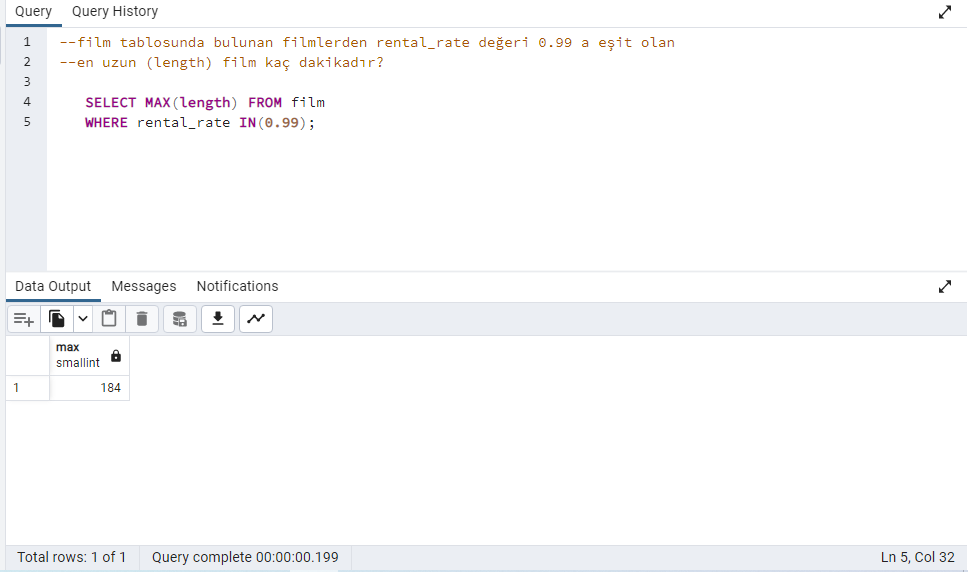 Query Query History
1 --film tablosunda bulunan filmlerden rental_rate değeri 0.99 a eşit olan
2 --en uzun (length) film kaç dakikadır?
3
4 SELECT MAX(length) FROM film
5 WHERE rental_rate IN(0.99);
Data Output Messages Notifications
max
smallint
1 184
Total rows: 1 of 1 Query complete 00:00:00.199 Ln 5, Col 32